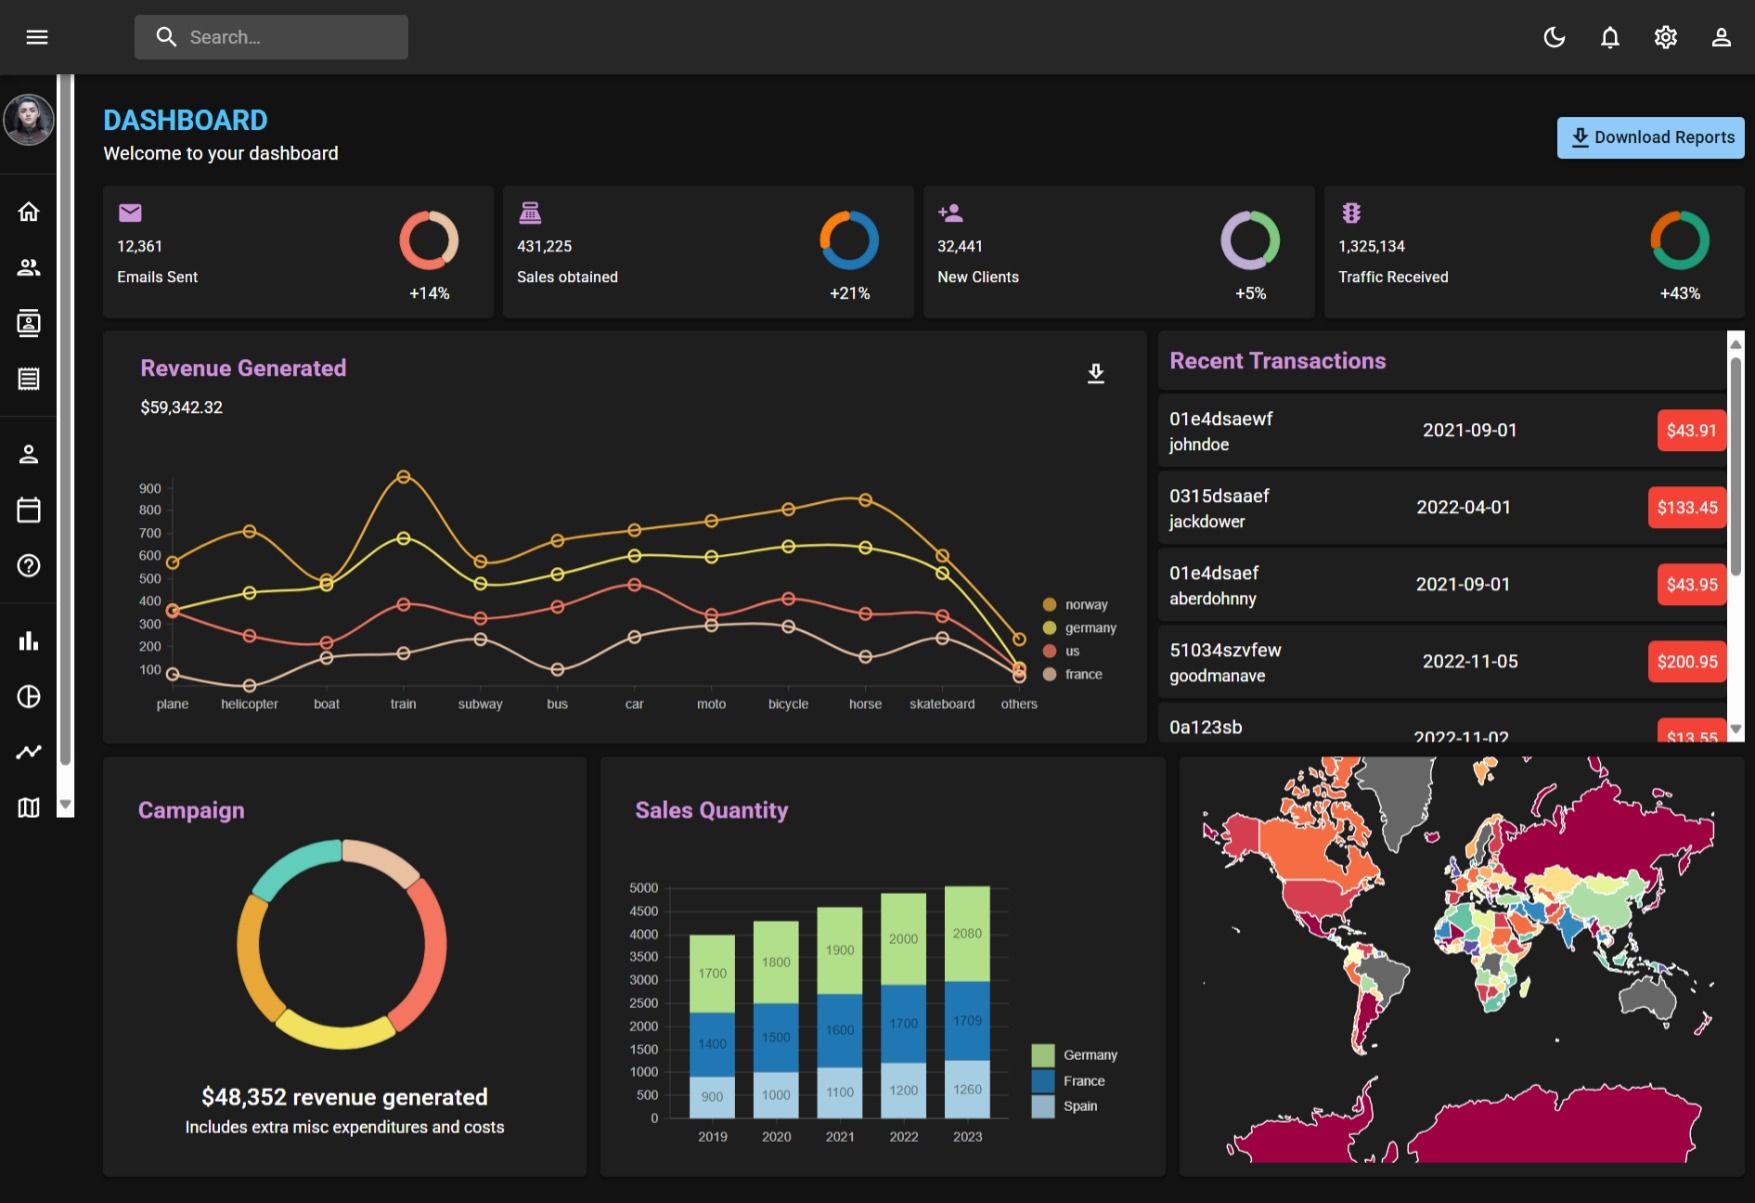 Search...
DASHBOARD
Welcome to your dashboard
Download Reports
12,361
Emails Sent
+14%
431,225
Sales obtained
+21%
32,441
New Clients
+5%
1,325,134
Traffic Received
+43%
Revenue Generated
$59,342.32
900
800
700
600
500
400
300
200
100
plane helicopter boat train subway bus car moto bicycle horse skateboard others
norway
germany
us
france
Recent Transactions
01e4dsaewf
johndoe
2021-09-01
$43.91
0315dsaaef
jackdower
2022-04-01
$133.45
01e4dsaef
aberdohnny
2021-09-01
$43.95
51034szvfew
goodmanave
2022-11-05
$200.95
0a123sb
2022-11-02
$13.55
Campaign
$48,352 revenue generated
Includes extra misc expenditures and costs
Sales Quantity
5000
4500
4000
3500
3000
2500
2000
1500
1000
500
0
1700 1800 1900 2000 2080
1400 1500 1600 1700 1709
900 1000 1100 1200 1260
2019 2020 2021 2022 2023
Germany
France
Spain